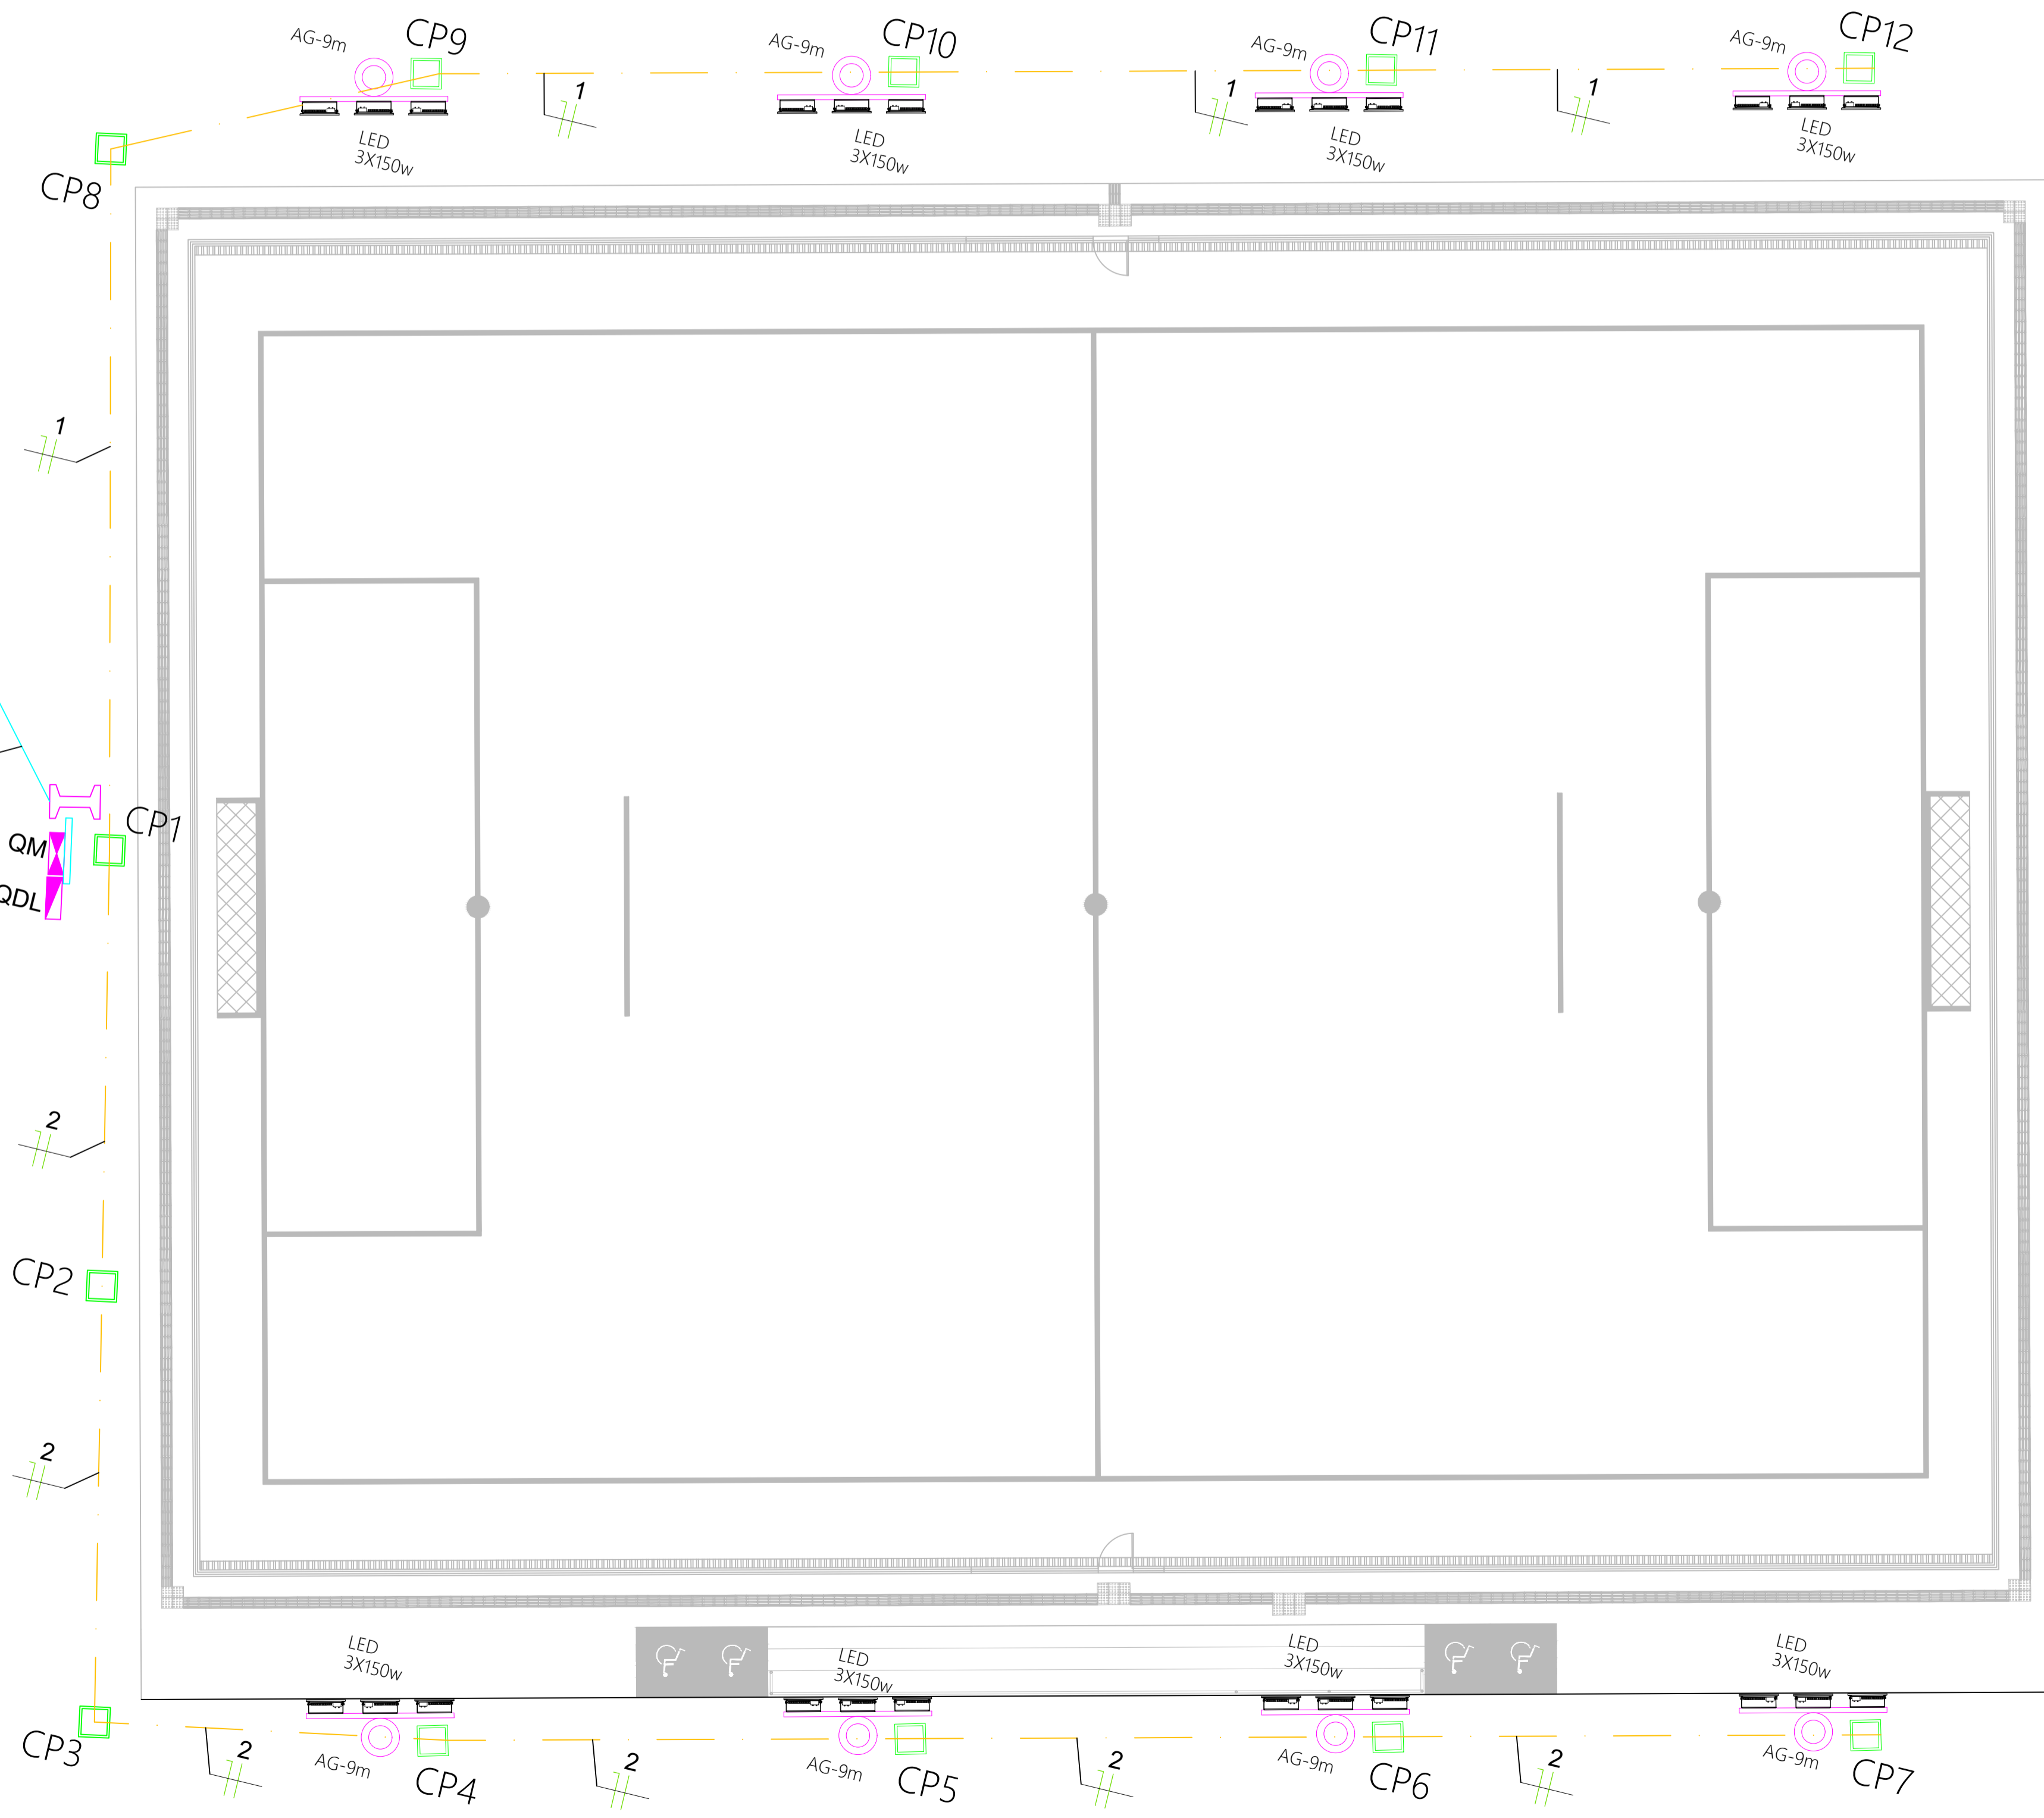 AG-9m
CP9
AG-9m
CP10
AG-9m
CP11
AG-9m
CP12
1
1
1
LED
3X150w
LED
3X150w
LED
3X150w
LED
3X150w
CP8
1
CP1
QM
QDL
2
CP2
2
LED
3X150w
LED
3X150w
LED
3X150w
LED
3X150w
CP3
2
AG-9m
CP4
2
AG-9m
CP5
2
AG-9m
CP6
2
AG-9m
CP7